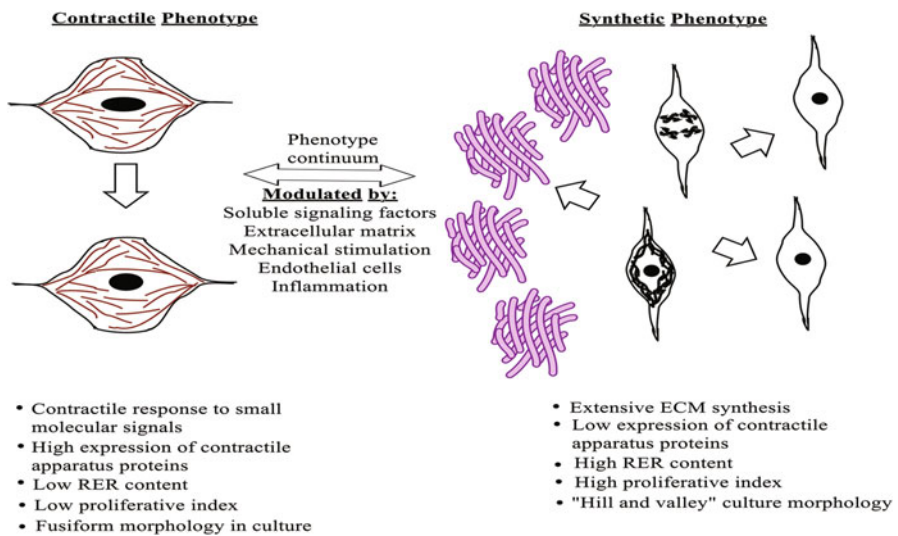 Contractile Phenotype
Synthetic Phenotype
Phenotype
continuum
Modulated by:
Soluble signaling factors
Extracellular matrix
Mechanical stimulation
Endothelial cells
Inflammation
• Contractile response to small
molecular signals
• High expression of contractile
apparatus proteins
• Low RER content
• Low proliferative index
• Fusiform morphology in culture
• Extensive ECM synthesis
• Low expression of contractile
apparatus proteins
• High RER content
• High proliferative index
• "Hill and valley" culture morphology